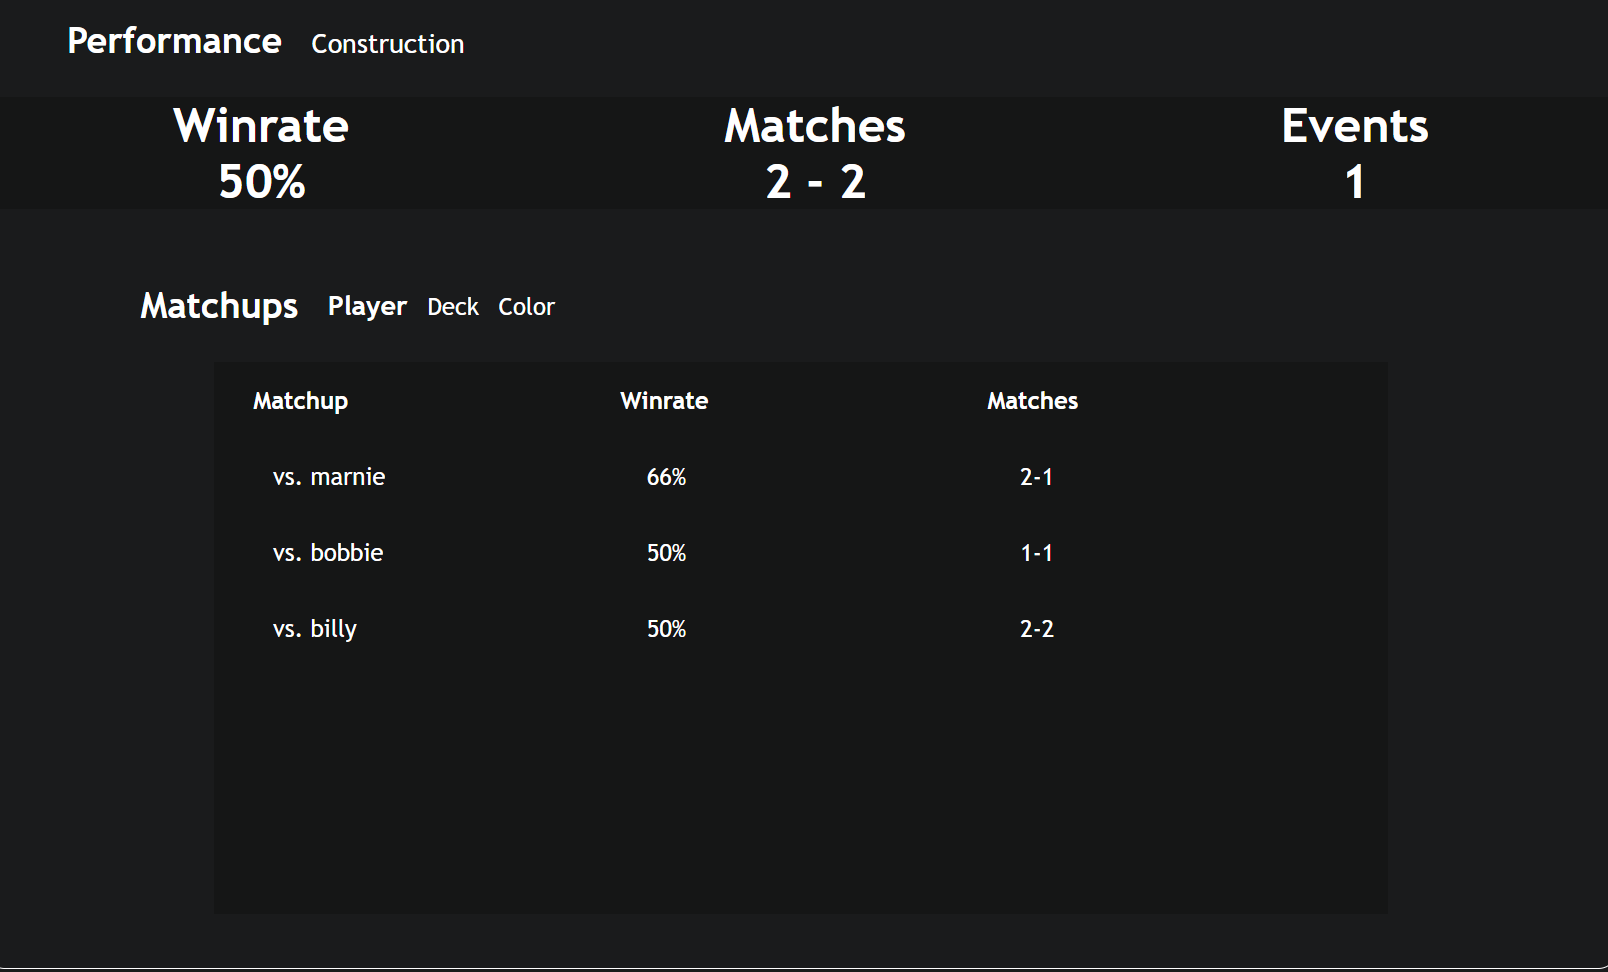 Performance Construction
Winrate Matches Events
50% 2 - 2 1
Matchups Player Deck Color
Matchup Winrate Matches
vs. marnie 66% 2-1
vs. bobbie 50% 1-1
vs. billy 50% 2-2